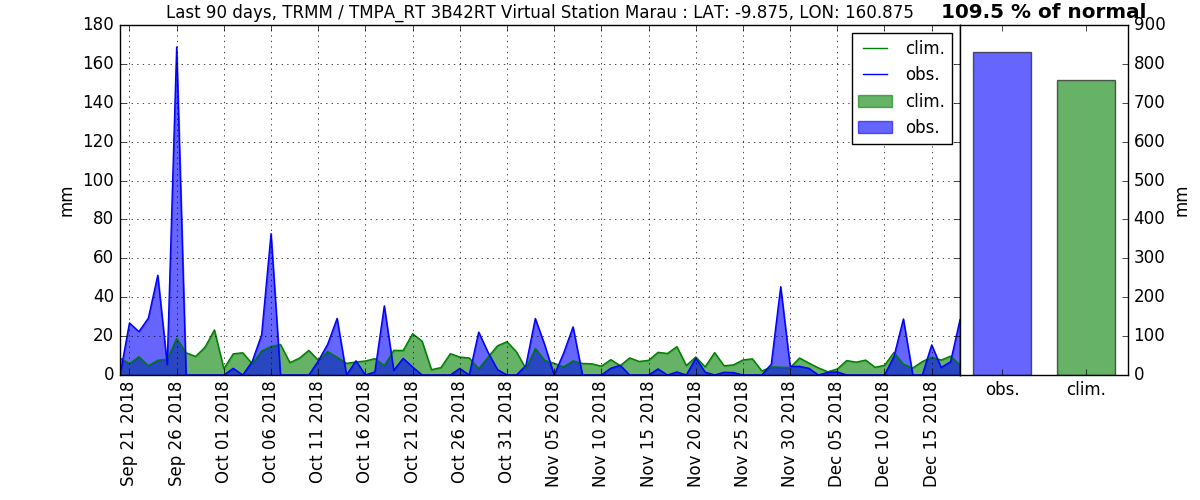 Last 90 days, TRMM / TMPA_RT 3B42RT Virtual Station Marau : LAT: -9.875, LON: 160.875
109.5 % of normal
180
160
140
120
100
80
60
40
20
0
mm
clim.
obs.
clim.
obs.
900
800
700
600
500
400
300
200
100
0
mm
Sep 21 2018
Sep 26 2018
Oct 01 2018
Oct 06 2018
Oct 11 2018
Oct 16 2018
Oct 21 2018
Oct 26 2018
Oct 31 2018
Nov 05 2018
Nov 10 2018
Nov 15 2018
Nov 20 2018
Nov 25 2018
Nov 30 2018
Dec 05 2018
Dec 10 2018
Dec 15 2018
obs.
clim.